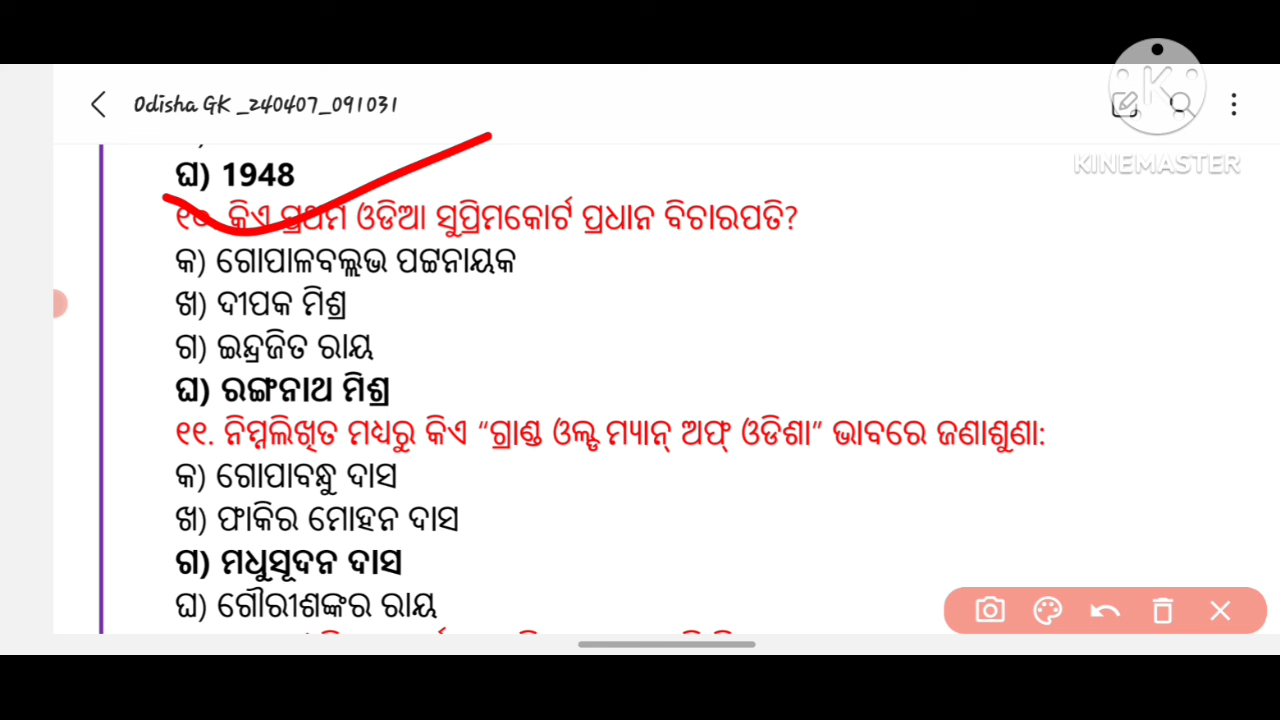 Odisha GK _240407_091031
KINEMASTER
ଘ) 1948
୧୦. କିଏ ପ୍ରଥମ ଓଡିଆ ସୁପ୍ରିମକୋର୍ଟ ପ୍ରଧାନ ବିଚାରପତି?
କ) ଗୋପାଳବଲ୍ଲଭ ପଟ୍ଟନାୟକ
ଖ) ଦୀପକ ମିଶ୍ର
ଗ) ଇନ୍ଦ୍ରଜିତ ରାୟ
ଘ) ରଙ୍ଗନାଥ ମିଶ୍ର
୧୧. ନିମ୍ନଲିଖିତ ମଧ୍ୟରୁ କିଏ “ଗ୍ରାଣ୍ଡ ଓଲ୍ଡ ମ୍ୟାନ୍ ଅଫ୍ ଓଡିଶା” ଭାବରେ ଜଣାଶୁଣା:
କ) ଗୋପାବନ୍ଧୁ ଦାସ
ଖ) ଫାକିର ମୋହନ ଦାସ
ଗ) ମଧୁସୂଦନ ଦାସ
ଘ) ଗୌରୀଶଙ୍କର ରାୟ